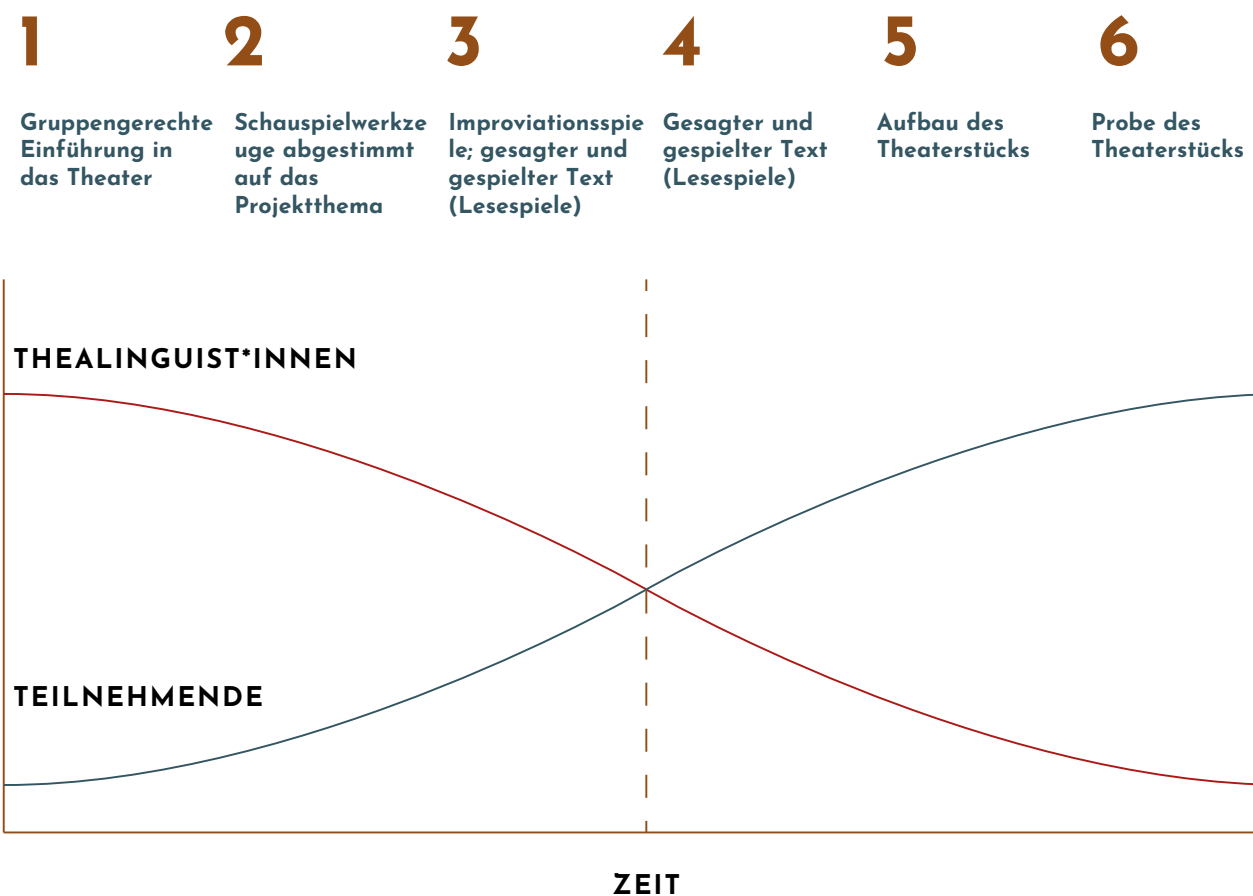 1
2
3
4
5
6
Gruppengerechte
Einführung in
das Theater
Schauspielwerkze
uge abgestimmt
auf das
Projektthema
Improviationsspie
le; gesagter und
gespielter Text
(Lesespiele)
Gesagter und
gespielter Text
(Lesespiele)
Aufbau des
Theaterstücks
Probe des
Theaterstücks
THEALINGUIST*INNEN
TEILNEHMENDE
ZEIT